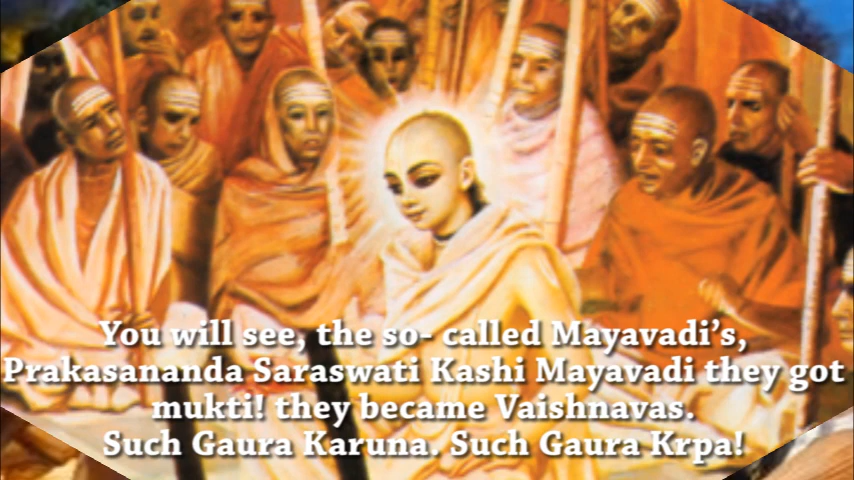 You will see, the so- called Mayavadi’s,
Prakasananda Saraswati Kashi Mayavadi they got
mukti! they became Vaishnavas.
Such Gaura Karuna. Such Gaura Krpa!